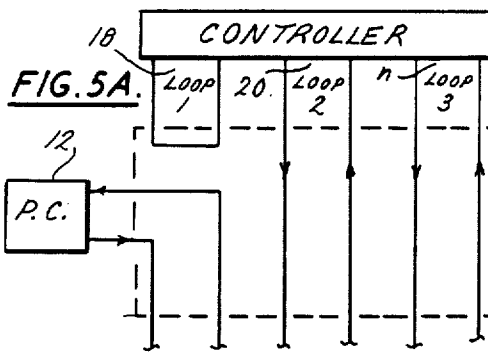 CONTROLLER
18
LOOP 1
20
LOOP 2
n
LOOP 3
FIG. 5A.
12
P.C.